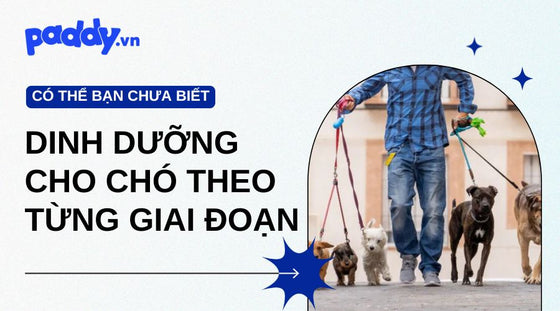 paddy.vn
CÓ THỂ BẠN CHƯA BIẾT
DINH DƯỠNG
CHO CHÓ THEO
TỪNG GIAI ĐOẠN